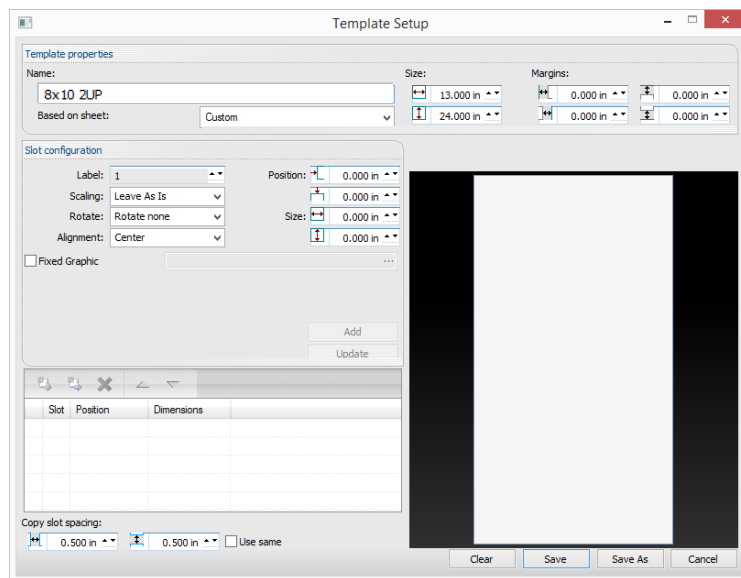 Template Setup
Template properties
Name: Size: Margins:
8x10 2UP 13.000 in 0.000 in 0.000 in
Based on sheet: Custom 24.000 in 0.000 in 0.000 in
Slot configuration
Label: 1 Position: 0.000 in
Scaling: Leave As Is 0.000 in
Rotate: Rotate none Size: 0.000 in
Alignment: Center 0.000 in
Fixed Graphic ...
Add
Update
Slot Position Dimensions
Copy slot spacing:
0.500 in 0.500 in Use same
Clear Save Save As Cancel